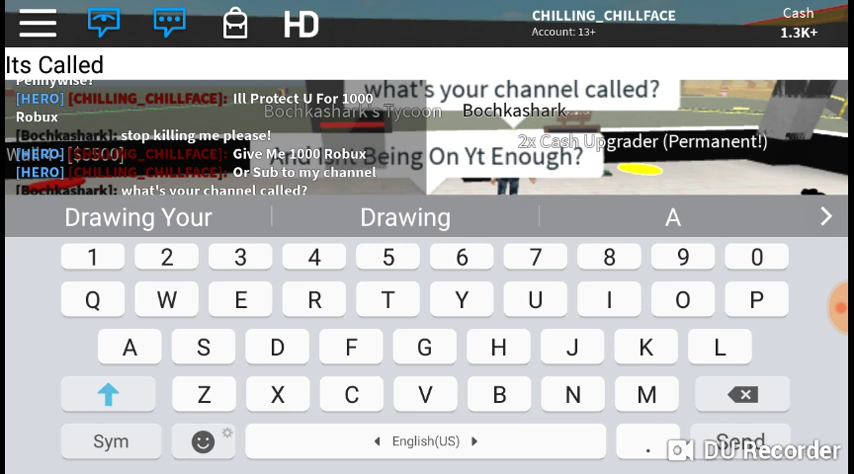 HD
CHILLING_CHILLFACE
Account: 13+
Cash
1.3K+
Its Called
Pennywise?
[HERO] [CHILLING_CHILLFACE]: Ill Protect U For 1000
Robux
[Bochkashark]: stop killing me please!
[HERO] [CHILLING_CHILLFACE]: Give Me 1000 Robux
[HERO] [CHILLING_CHILLFACE]: Or Sub to my channel
[Bochkashark]: what's your channel called?
what's your channel called?
Bochkashark's Tycoon
Bochkashark
2x Cash Upgrader (Permanent!)
[$5500]
Being On Yt Enough?
Drawing Your
Drawing
A
1 2 3 4 5 6 7 8 9 0
Q W E R T Y U I O P
A S D F G H J K L
Z X C V B N M
Sym
English(US)
.
Send
DU Recorder